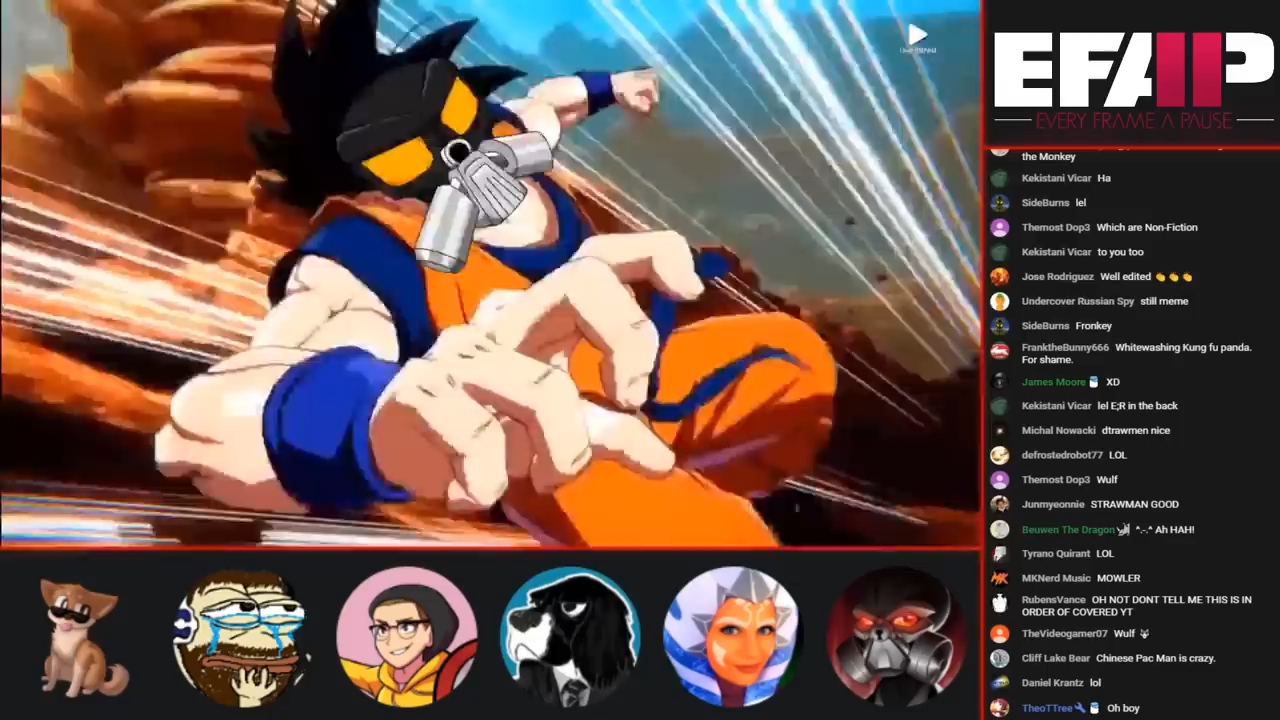 EFAP
EVERY FRAME A PAUSE
the Monkey
Kekistani Vicar Ha
SideBurns lel
Themost Dop3 Which are Non-Fiction
Kekistani Vicar to you too
Jose Rodriguez Well edited 👏👏👏
Undercover Russian Spy still meme
SideBurns Fronkey
FranktheBunny666 Whitewashing Kung fu panda.
For shame.
James Moore XD
Kekistani Vicar lel E;R in the back
Michal Nowacki dtrawmen nice
defrostedrobot77 LOL
Themost Dop3 Wulf
Junmyeonnie STRAWMAN GOOD
Beuwen The Dragon ^.-.^ Ah HAH!
Tyrano Quirant LOL
MKNerd Music MOWLER
RubensVance OH NOT DONT TELL ME THIS IS IN
ORDER OF COVERED YT
TheVideogamer07 Wulf
Cliff Lake Bear Chinese Pac Man is crazy.
Daniel Krantz lol
TheoTTree Oh boy